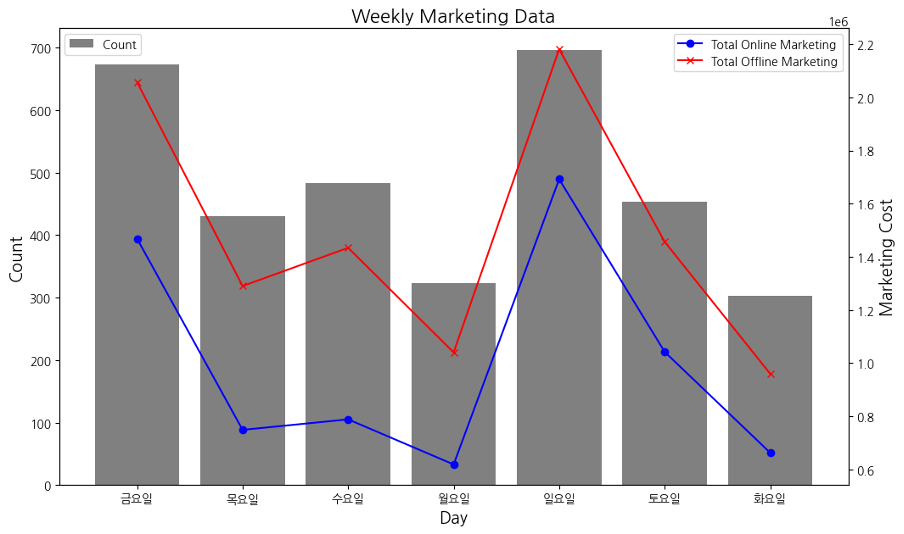 Weekly Marketing Data
1e6
Count
Total Online Marketing
Total Offline Marketing
700
600
500
400
300
200
100
0
Count
2.2
2.0
1.8
1.6
1.4
1.2
1.0
0.8
0.6
Marketing Cost
금요일 목요일 수요일 월요일 일요일 토요일 화요일
Day